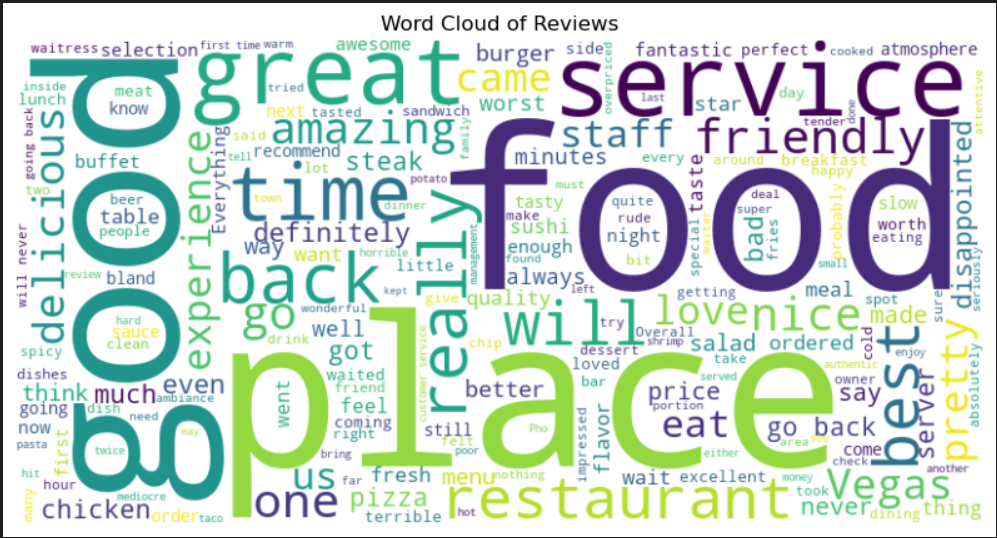 Word Cloud of Reviews
waitress
selection
first time
warm
awesome
burger
side
fantastic
perfect
cooked
atmosphere
inside
lunch
meat
know
great
tried
came
worst
service
overpriced
last
star
day
done
attentive
going back
delicious
good
next
tasted
sandwich
amazing
family
staff
friendly
tender
said
recommend
steak
minutes
every
taste
around
breakfast
happy
buffet
experience
Everything
tell
lot
potato
food
two
beer
table
people
time
town
dinner
really
must
tasty
make
sushi
quite
rude
night
deal
super
bad
fries
probably
slow
worth
eating
disappointed
seriously
definitely
way
want
horrible
management
enough
found
bit
special
waiter
small
will never
review
bland
back
little
always
left
getting
meal
spot
sure
kept
give
quality
wonderful
go
will
love
nice
made
hard
sauce
clean
drink
well
chip
try
Overall
shrimp
salad
ordered
cold
enjoy
spicy
place
got
customer service
dessert
loved
take
authentic
best
pretty
absolutely
dishes
think
much
even
went
waited
friend
feel
better
bar
served
price
portion
owner
say
server
going
dish
ambiance
need
now
coming
right
still
impressed
flavor
eat
go back
area
see
come
pasta
first
twice
may
bring
felt
poor
Pho
either
check
another
hit
hour
us
far
fresh
menu
nothing
wait
excellent
money
took
Vegas
many
mediocre
chicken
order
taco
one
pizza
terrible
hot
restaurant
never
dining
thing